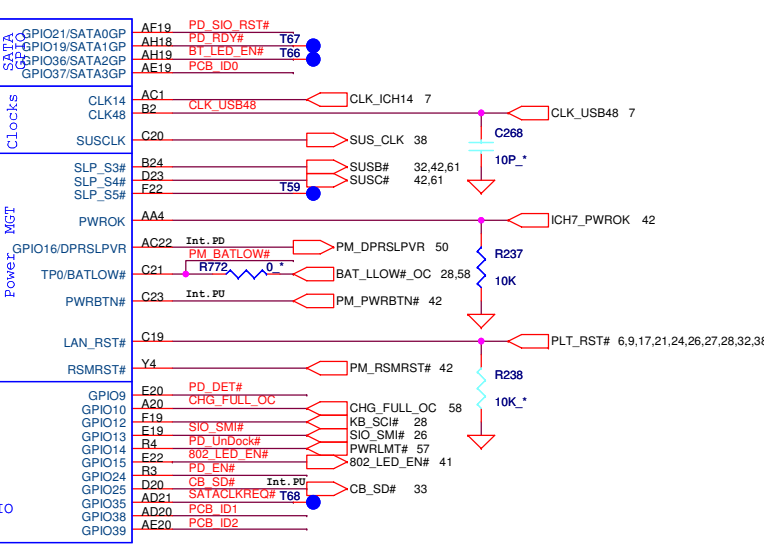 SATA
GPIO
GPIO21/SATA0GP AF19 PD_SIO_RST#
GPIO19/SATA1GP AH18 PD_RDY# T67
GPIO36/SATA2GP AH19 BT_LED_EN# T66
GPIO37/SATA3GP AE19 PCB_ID0
Clocks
CLK14 AC1 CLK_ICH14 7
CLK48 B2 CLK_USB48 CLK_USB48 7
C268
10P_*
SUSCLK C20 SUS_CLK 38
Power MGT
SLP_S3# B24 SUSB# 32,42,61
SLP_S4# D23 SUSC# 42,61
SLP_S5# F22 T59
PWROK AA4 ICH7_PWROK 42
GPIO16/DPRSLPVR AC22 Int.PD PM_DPRSLPVR 50
R237
10K
PM_BATLOW#
TP0/BATLOW# C21 R772 0_* BAT_LLOW#_OC 28,58
PWRBTN# C23 Int.PU PM_PWRBTN# 42
LAN_RST# C19 PLT_RST# 6,9,17,21,24,26,27,28,32,38
RSMRST# Y4 PM_RSMRST# 42
R238
10K_*
GPIO9 E20 PD_DET#
GPIO10 A20 CHG_FULL_OC CHG_FULL_OC 58
GPIO12 F19 KB_SCI# 28
GPIO13 E19 SIO_SMI# SIO_SMI# 26
GPIO14 R4 PD_UnDock# PWRLMT# 57
GPIO15 E22 802_LED_EN# 802_LED_EN# 41
GPIO24 R3 PD_EN#
GPIO25 D20 CB_SD# Int.PU CB_SD# 33
GPIO35 AD21 SATACLKREQ# T68
GPIO38 AD20 PCB_ID1
GPIO39 AE20 PCB_ID2
IO